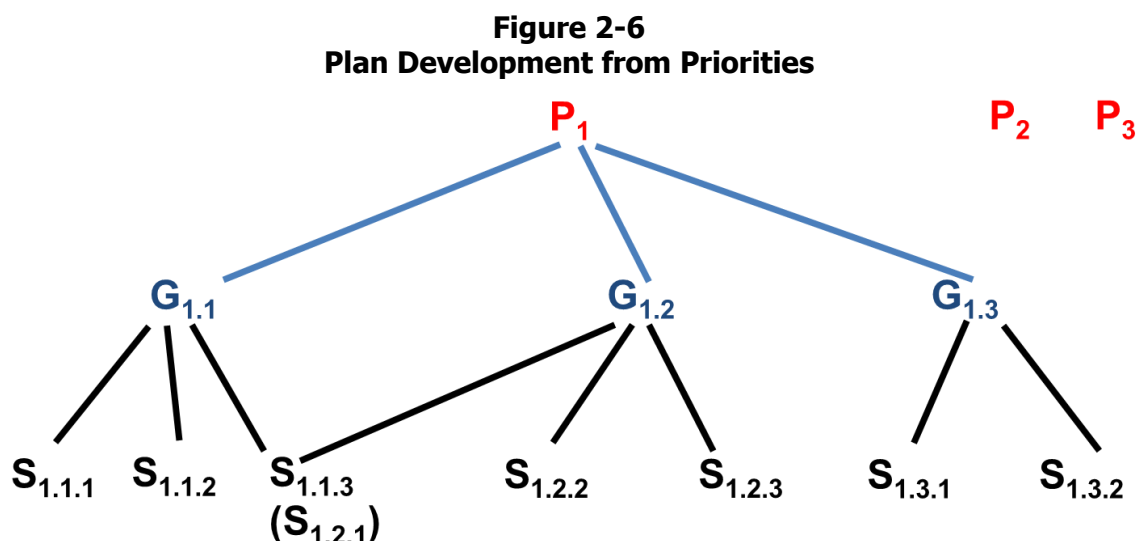 Figure 2-6
Plan Development from Priorities
P1 P2 P3
G1.1 G1.2 G1.3
S1.1.1 S1.1.2 S1.1.3 S1.2.2 S1.2.3 S1.3.1 S1.3.2
(S1.2.1)